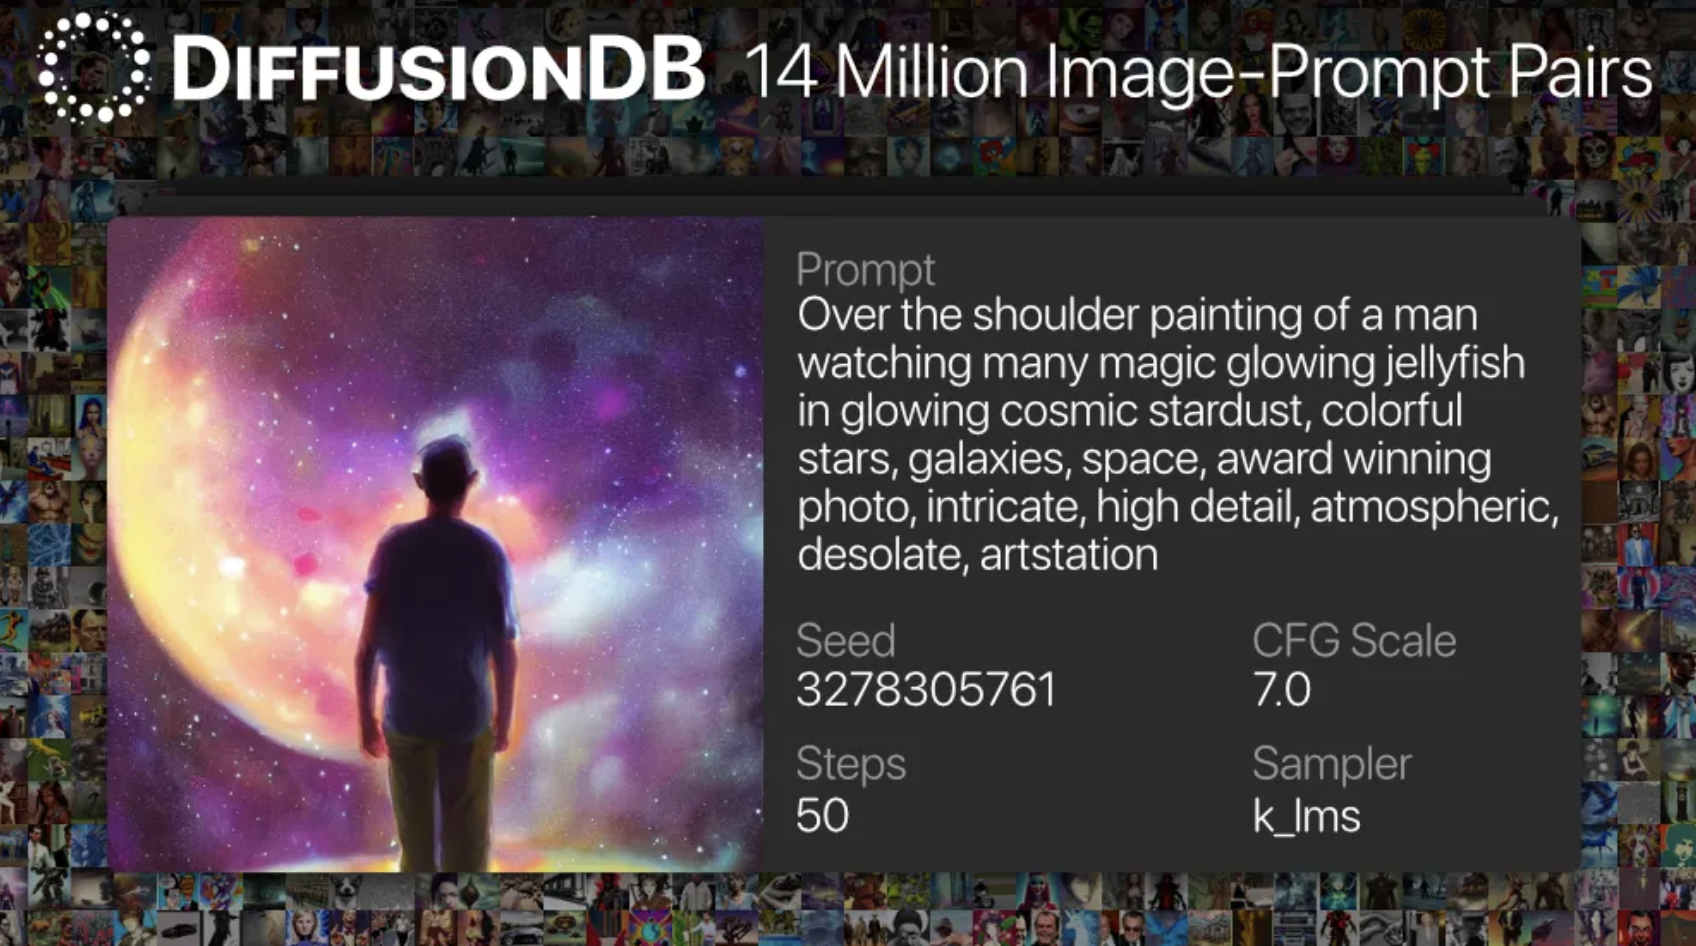 DIFFUSIONDB 14 Million Image-Prompt Pairs
Prompt
Over the shoulder painting of a man
watching many magic glowing jellyfish
in glowing cosmic stardust, colorful
stars, galaxies, space, award winning
photo, intricate, high detail, atmospheric,
desolate, artstation
Seed
3278305761
CFG Scale
7.0
Steps
50
Sampler
k_lms